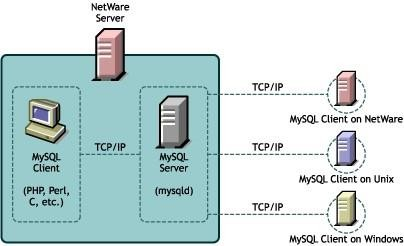 NetWare
Server
MySQL
Client
(PHP, Perl,
C, etc.)
TCP/IP
MySQL
Server
(mysqld)
TCP/IP
MySQL Client on NetWare
TCP/IP
MySQL Client on Unix
TCP/IP
MySQL Client on Windows